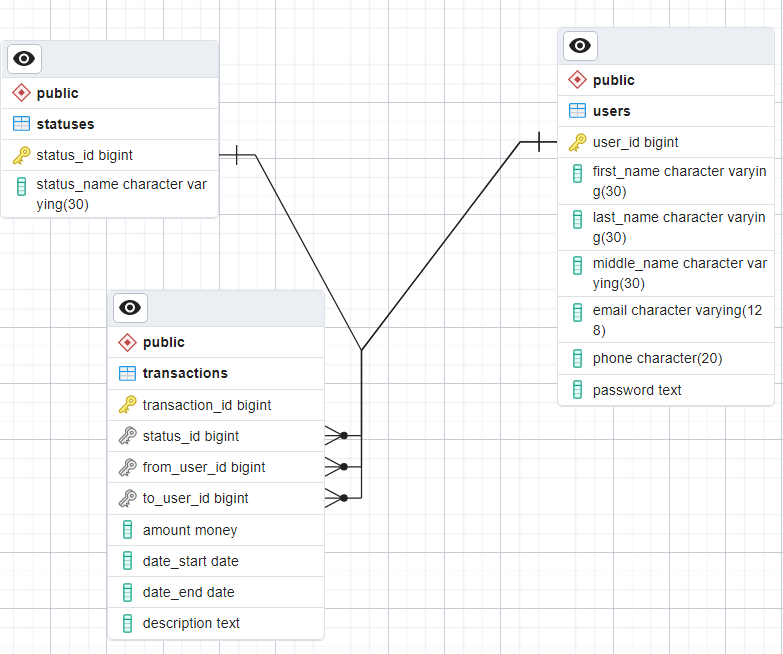 public
statuses
status_id bigint
status_name character var
ying(30)
public
users
user_id bigint
first_name character varyin
g(30)
last_name character varyin
g(30)
middle_name character var
ying(30)
email character varying(12
8)
phone character(20)
password text
public
transactions
transaction_id bigint
status_id bigint
from_user_id bigint
to_user_id bigint
amount money
date_start date
date_end date
description text